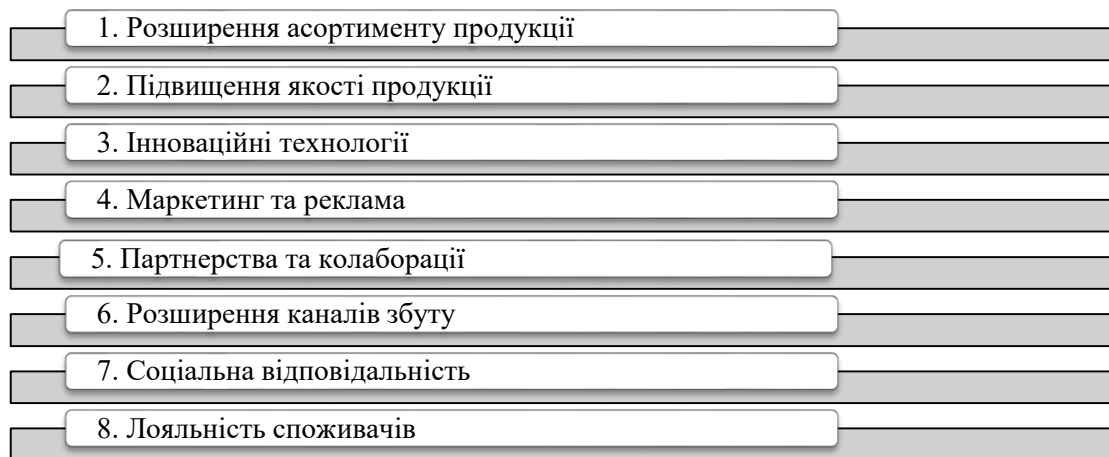 1. Розширення асортименту продукції
2. Підвищення якості продукції
3. Інноваційні технології
4. Маркетинг та реклама
5. Партнерства та колаборації
6. Розширення каналів збуту
7. Соціальна відповідальність
8. Лояльність споживачів